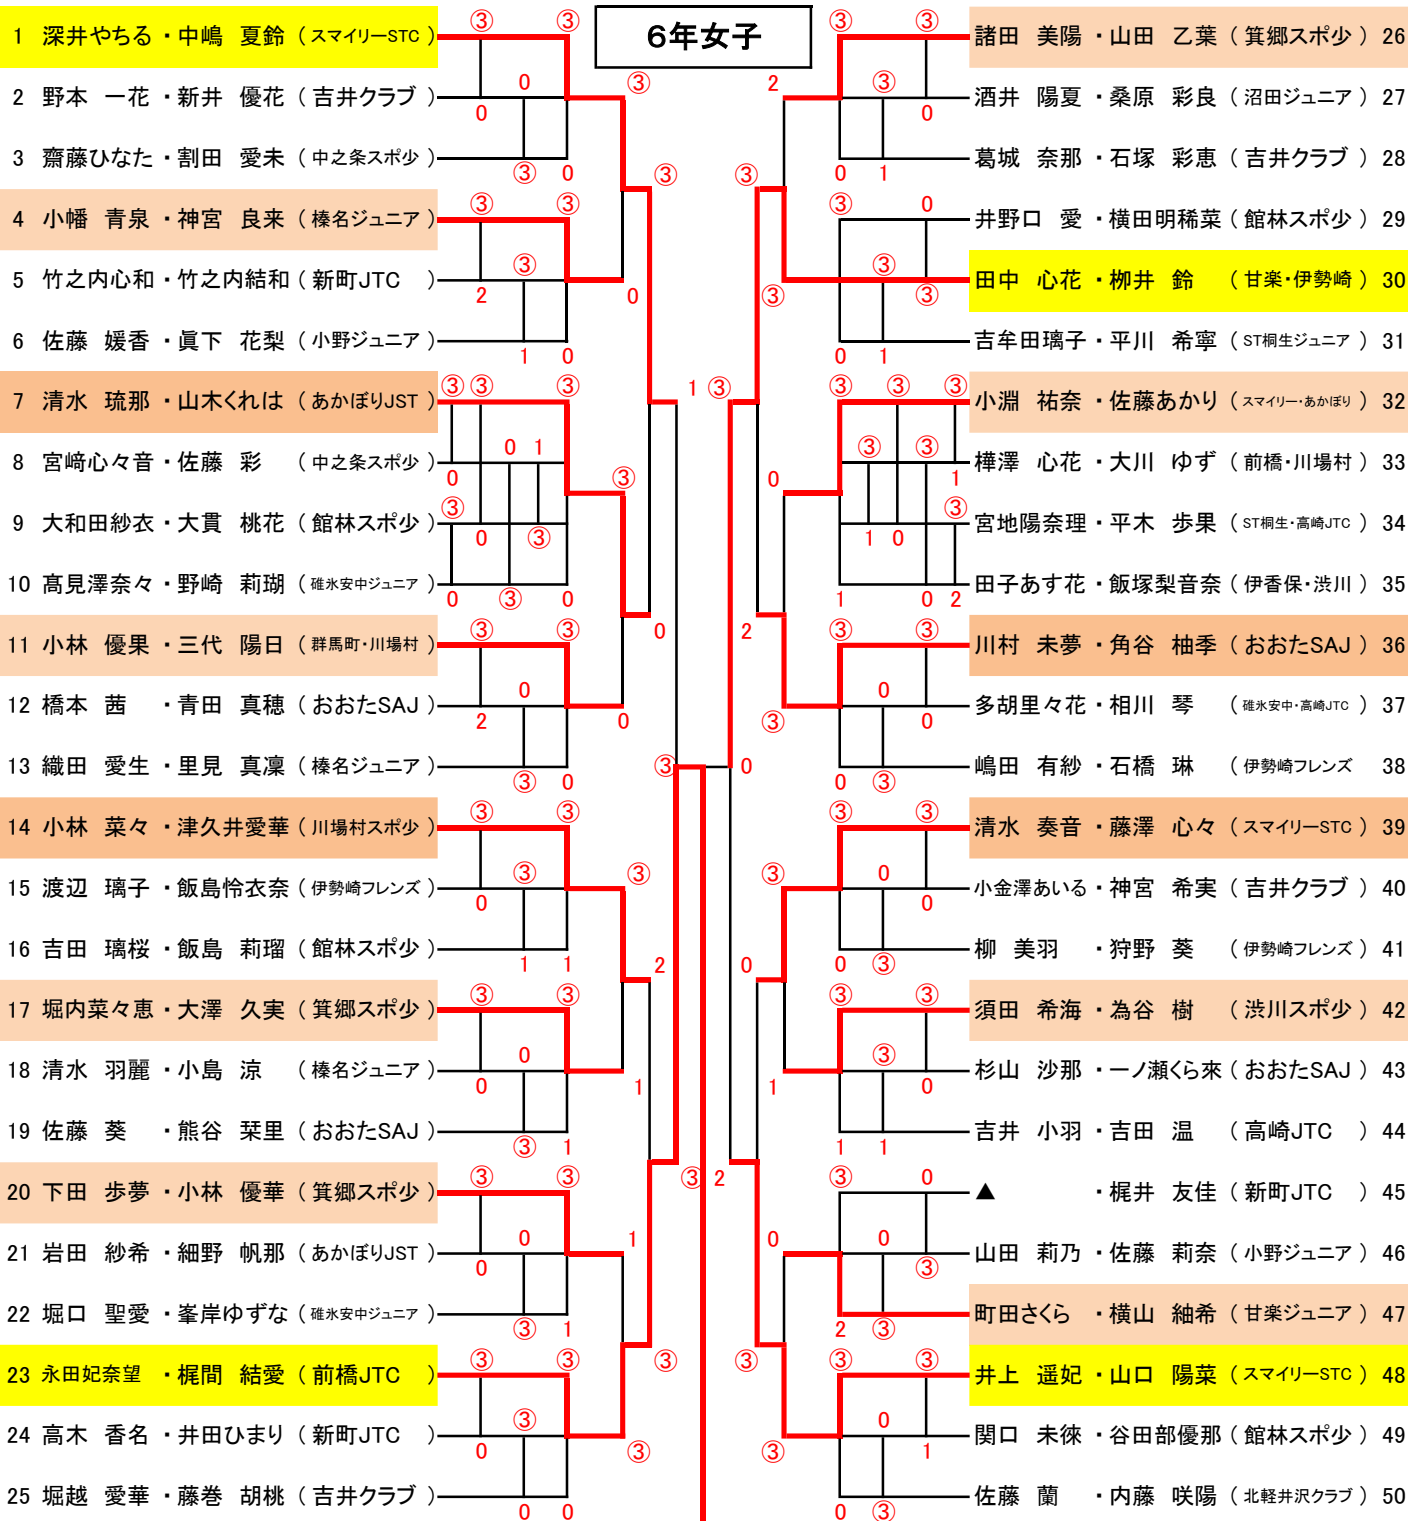 6年女子
1 深井やちる・中嶋 夏鈴 ( スマイリーSTC )
2 野本 一花・新井 優花 ( 吉井クラブ )
3 齋藤ひなた・割田 愛未 ( 中之条スポ少 )
4 小幡 青泉・神宮 良来 ( 榛名ジュニア )
5 竹之内心和・竹之内結和 ( 新町JTC )
6 佐藤 媛香・眞下 花梨 ( 小野ジュニア )
7 清水 琉那・山木くれは ( あかぼりJST )
8 宮﨑心々音・佐藤 彩 ( 中之条スポ少 )
9 大和田紗衣・大貫 桃花 ( 館林スポ少 )
10 髙見澤奈々・野崎 莉瑚 ( 碓氷安中ジュニア )
11 小林 優果・三代 陽日 ( 群馬町・川場村 )
12 橋本 茜 ・青田 真穂 ( おおたSAJ )
13 織田 愛生・里見 真凜 ( 榛名ジュニア )
14 小林 菜々・津久井愛華 ( 川場村スポ少 )
15 渡辺 璃子・飯島怜衣奈 ( 伊勢崎フレンズ )
16 吉田 璃桜・飯島 莉瑠 ( 館林スポ少 )
17 堀内菜々恵・大澤 久実 ( 箕郷スポ少 )
18 清水 羽麗・小島 涼 ( 榛名ジュニア )
19 佐藤 葵 ・熊谷 栞里 ( おおたSAJ )
20 下田 歩夢・小林 優華 ( 箕郷スポ少 )
21 岩田 紗希・細野 帆那 ( あかぼりJST )
22 堀口 聖愛・峯岸ゆずな ( 碓氷安中ジュニア )
23 永田妃奈望 ・梶間 結愛 ( 前橋JTC )
24 高木 香名・井田ひまり ( 新町JTC )
25 堀越 愛華・藤巻 胡桃 ( 吉井クラブ )
諸田 美陽 ・山田 乙葉 ( 箕郷スポ少 ) 26
酒井 陽夏 ・桑原 彩良 ( 沼田ジュニア ) 27
葛城 奈那 ・石塚 彩恵 ( 吉井クラブ ) 28
井野口 愛 ・横田明稀菜 ( 館林スポ少 ) 29
田中 心花 ・栁井 鈴 ( 甘楽・伊勢崎 ) 30
吉牟田璃子 ・平川 希寧 ( ST桐生ジュニア ) 31
小淵 祐奈 ・佐藤あかり ( スマイリー・あかぼり ) 32
樺澤 心花 ・大川 ゆず ( 前橋・川場村 ) 33
宮地陽奈理 ・平木 歩果 ( ST桐生・高崎JTC ) 34
田子あす花 ・飯塚梨音奈 ( 伊香保・渋川 ) 35
川村 未夢 ・角谷 柚季 ( おおたSAJ ) 36
多胡里々花 ・相川 琴 ( 碓氷安中・高崎JTC ) 37
嶋田 有紗 ・石橋 琳 ( 伊勢崎フレンズ 38
清水 奏音 ・藤澤 心々 ( スマイリーSTC ) 39
小金澤あいる ・神宮 希実 ( 吉井クラブ ) 40
柳 美羽 ・狩野 葵 ( 伊勢崎フレンズ ) 41
須田 希海 ・為谷 樹 ( 渋川スポ少 ) 42
杉山 沙那 ・一ノ瀬くら來 ( おおたSAJ ) 43
吉井 小羽 ・吉田 温 ( 高崎JTC ) 44
▲ ・梶井 友佳 ( 新町JTC ) 45
山田 莉乃 ・佐藤 莉奈 ( 小野ジュニア ) 46
町田さくら ・横山 紬希 ( 甘楽ジュニア ) 47
井上 遥妃 ・山口 陽菜 ( スマイリーSTC ) 48
関口 未徠 ・谷田部優那 ( 館林スポ少 ) 49
佐藤 蘭 ・内藤 咲陽 ( 北軽井沢クラブ ) 50